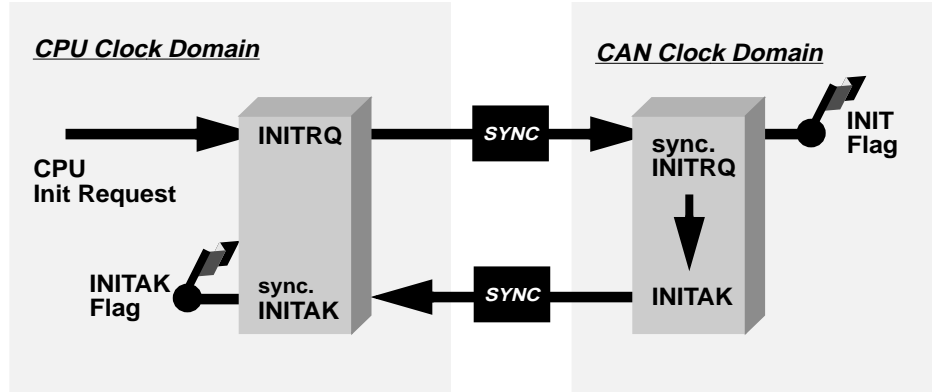 CPU Clock Domain
CAN Clock Domain
INITRQ
SYNC
sync.
INITRQ
INIT
Flag
CPU
Init Request
INITAK
Flag
sync.
INITAK
SYNC
INITAK